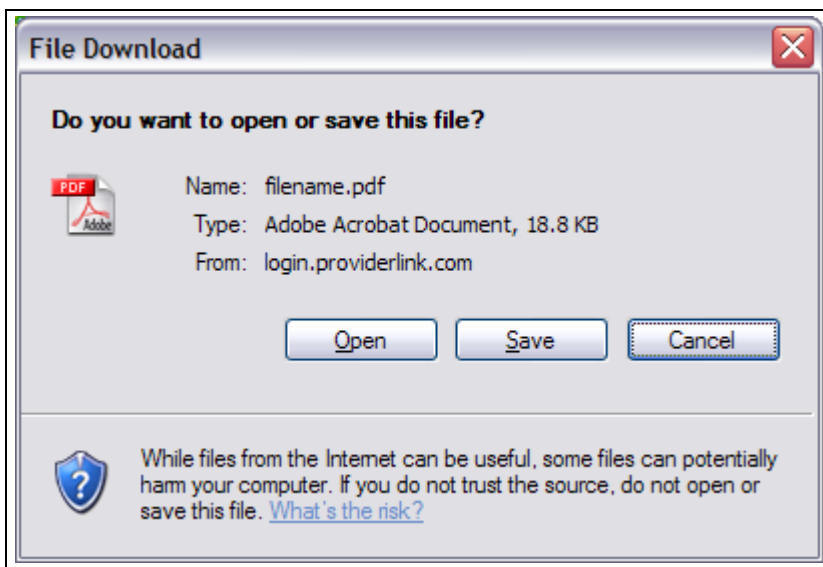 File Download
Do you want to open or save this file?
PDF
Adobe
Name: filename.pdf
Type: Adobe Acrobat Document, 18.8 KB
From: login.providerlink.com
Open Save Cancel
?
While files from the Internet can be useful, some files can potentially
harm your computer. If you do not trust the source, do not open or
save this file. What's the risk?